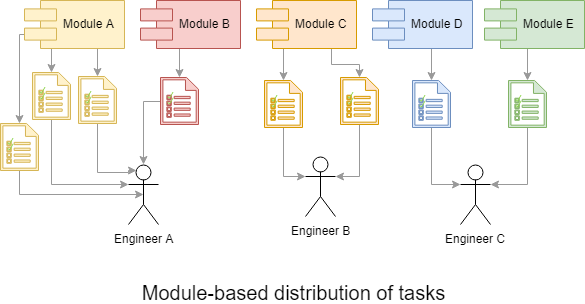 Module A
Module B
Module C
Module D
Module E
Engineer A
Engineer B
Engineer C
Module-based distribution of tasks